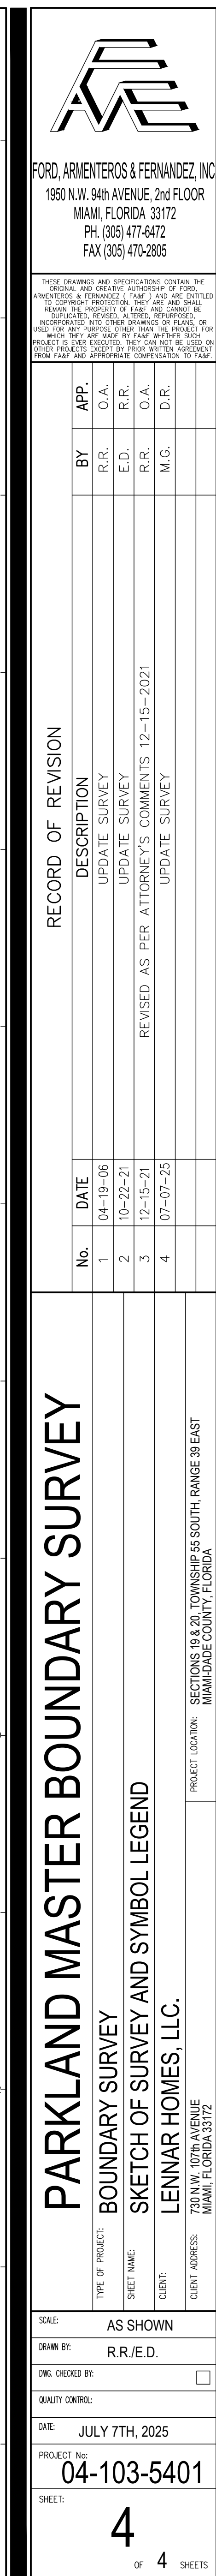 FORD, ARMENTEROS & FERNANDEZ, INC
1950 N.W. 94th AVENUE, 2nd FLOOR
MIAMI, FLORIDA 33172
PH. (305) 477-6472
FAX (305) 470-2805
THESE DRAWINGS AND SPECIFICATIONS CONTAIN THE
ORIGINAL AND CREATIVE AUTHORSHIP OF FORD,
ARMENTEROS & FERNANDEZ ( FA&F ) AND ARE ENTITLED
TO COPYRIGHT PROTECTION. THEY ARE AND SHALL
REMAIN THE PROPERTY OF FA&F AND CANNOT BE
DUPLICATED, REVISED, ALTERED, REPURPOSED,
INCORPORATED INTO OTHER DRAWINGS OR PLANS, OR
USED FOR ANY PURPOSE OTHER THAN THE PROJECT FOR
WHICH THEY ARE MADE BY FA&F WHETHER SUCH
PROJECT IS EVER EXECUTED. THEY CAN NOT BE USED ON
OTHER PROJECTS EXCEPT BY PRIOR WRITTEN AGREEMENT
FROM FA&F AND APPROPRIATE COMPENSATION TO FA&F.
RECORD OF REVISION
No. DATE DESCRIPTION BY APP.
1 04-19-06 UPDATE SURVEY R.R. O.A.
2 10-22-21 UPDATE SURVEY E.D. R.R.
3 12-15-21 REVISED AS PER ATTORNEY'S COMMENTS 12-15-2021 R.R. O.A.
4 07-07-25 UPDATE SURVEY M.G. D.R.
PARKLAND MASTER BOUNDARY SURVEY
TYPE OF PROJECT: BOUNDARY SURVEY
SHEET NAME: SKETCH OF SURVEY AND SYMBOL LEGEND
CLIENT: LENNAR HOMES, LLC.
CLIENT ADDRESS: 730 N.W. 107th AVENUE
MIAMI, FLORIDA 33172
PROJECT LOCATION: SECTIONS 19 & 20, TOWNSHIP 55 SOUTH, RANGE 39 EAST
MIAMI-DADE COUNTY, FLORIDA
SCALE: AS SHOWN
DRAWN BY: R.R./E.D.
DWG. CHECKED BY:
QUALITY CONTROL:
DATE: JULY 7TH, 2025
PROJECT No:
04-103-5401
SHEET:
4
OF 4 SHEETS